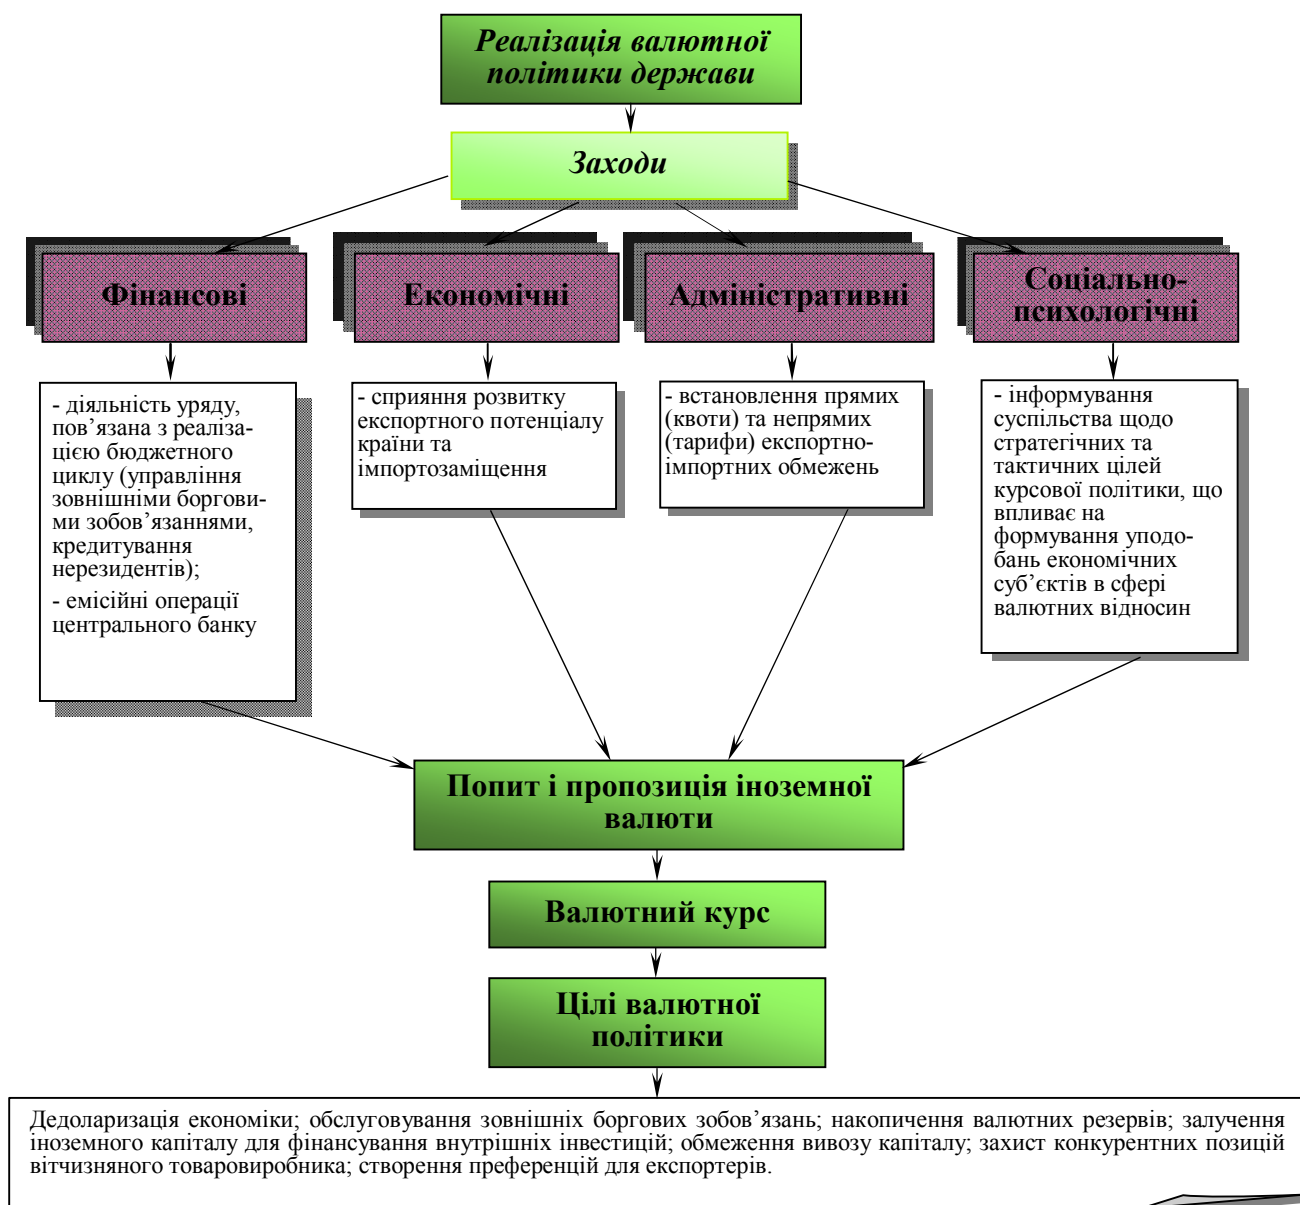 Реалізація валютної
політики держави
Заходи
Фінансові
Економічні
Адміністративні
Соціально-
психологічні
- діяльність уряду,
пов’язана з реаліза-
цією бюджетного
циклу (управління
зовнішніми боргови-
ми зобов’язаннями,
кредитування
нерезидентів);
- емісійні операції
центрального банку
- сприяння розвитку
експортного потенціалу
країни та
імпортозаміщення
- встановлення прямих
(квоти) та непрямих
(тарифи) експортно-
імпортних обмежень
- інформування
суспільства щодо
стратегічних та
тактичних цілей
курсової політики, що
впливає на
формування уподо-
бань економічних
суб’єктів в сфері
валютних відносин
Попит і пропозиція іноземної
валюти
Валютний курс
Цілі валютної
політики
Дедоларизація економіки; обслуговування зовнішніх боргових зобов’язань; накопичення валютних резервів; залучення
іноземного капіталу для фінансування внутрішніх інвестицій; обмеження вивозу капіталу; захист конкурентних позицій
вітчизняного товаровиробника; створення преференцій для експортерів.